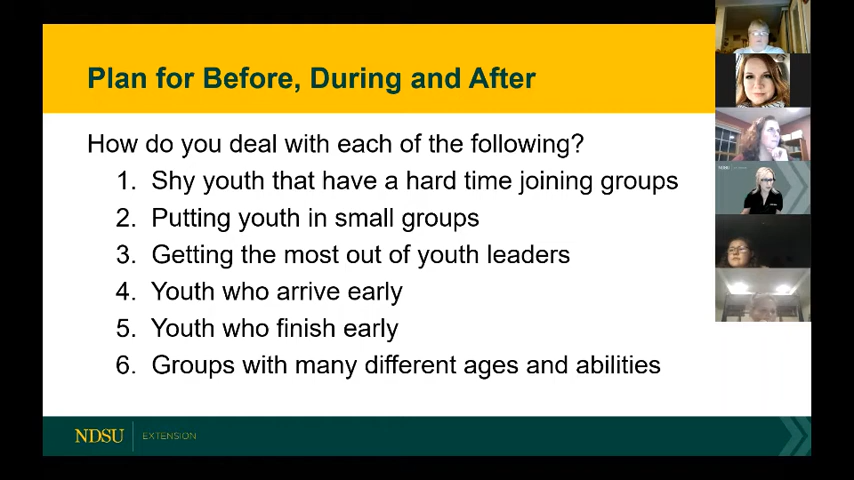 Plan for Before, During and After
How do you deal with each of the following?
1. Shy youth that have a hard time joining groups
2. Putting youth in small groups
3. Getting the most out of youth leaders
4. Youth who arrive early
5. Youth who finish early
6. Groups with many different ages and abilities
NDSU EXTENSION
NDSU